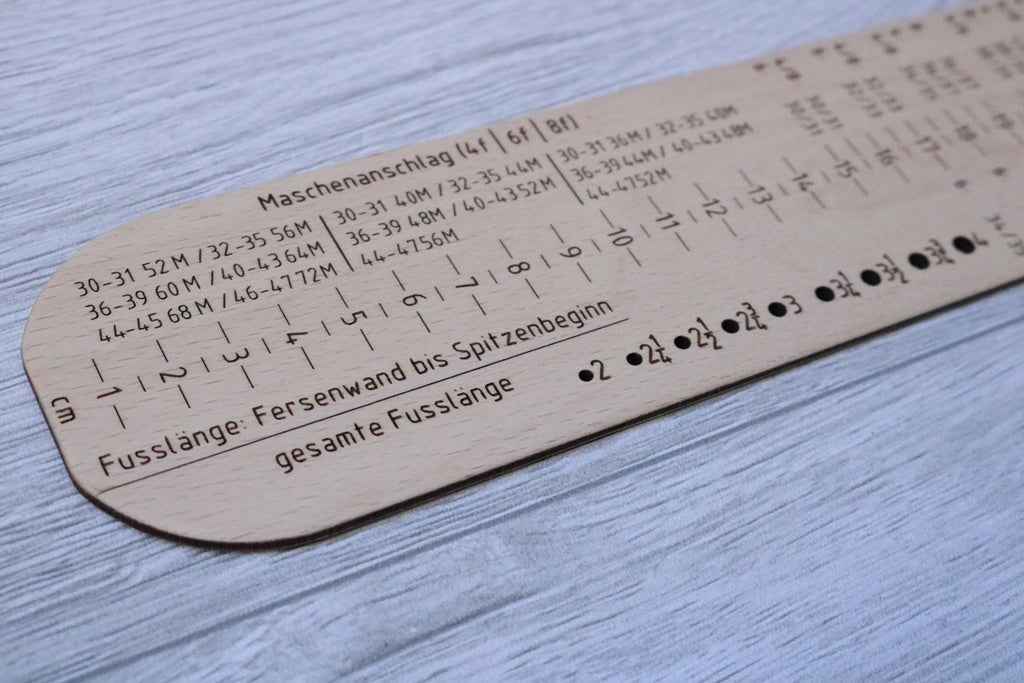 Maschenanschlag (4f | 6f | 8f)
30-31 52M / 32-35 56M
36-39 60M / 40-43 64M
44-45 68M / 46-47 72M
30-31 40M / 32-35 44M
36-39 48M / 40-43 52M
44-47 56M
30-31 36M / 32-35 40M
36-39 44M / 40-43 48M
44-47 52M
cm 1 2 3 4 5 6 7 8 9 10 11 12 13 14 15 16 17 18 19
Fusslänge: Fersenwand bis Spitzenbeginn
gesamte Fusslänge
2 2¼ 2½ 2¾ 3 3¼ 3½ 3¾ 4